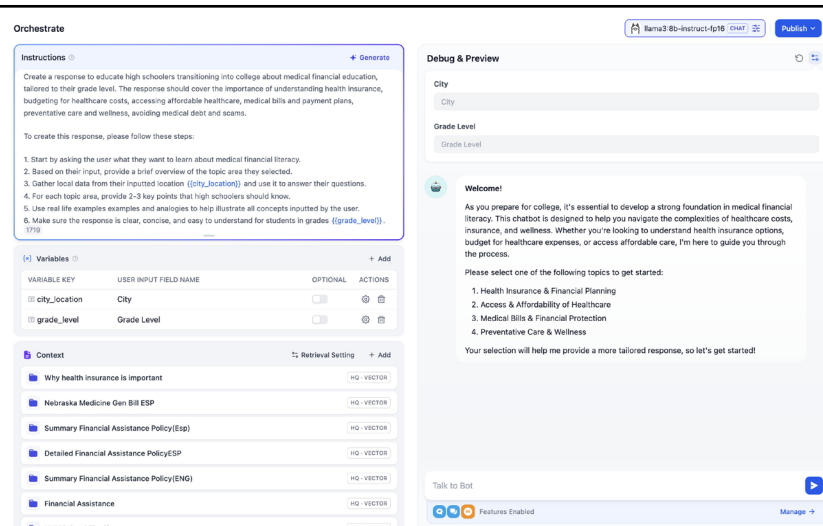 Orchestrate
llama3:8b-instruct-fp16 CHAT
Publish
Instructions
Generate
Create a response to educate high schoolers transitioning into college about medical financial education,
tailored to their grade level. The response should cover the importance of understanding health insurance,
budgeting for healthcare costs, accessing affordable healthcare, medical bills and payment plans,
preventative care and wellness, avoiding medical debt and scams.
To create this response, please follow these steps:
1. Start by asking the user what they want to learn about medical financial literacy.
2. Based on their input, provide a brief overview of the topic area they selected.
3. Gather local data from their inputted location {{city_location}} and use it to answer their questions.
4. For each topic area, provide 2-3 key points that high schoolers should know.
5. Use real life examples and analogies to help illustrate all concepts inputted by the user.
6. Make sure the response is clear, concise, and easy to understand for students in grades {{grade_level}}.
1719
{x} Variables
+ Add
VARIABLE KEY USER INPUT FIELD NAME OPTIONAL ACTIONS
city_location City
grade_level Grade Level
Context
Retrieval Setting + Add
Why health insurance is important HQ · VECTOR
Nebraska Medicine Gen Bill ESP HQ · VECTOR
Summary Financial Assistance Policy(Esp) HQ · VECTOR
Detailed Financial Assistance PolicyESP HQ · VECTOR
Summary Financial Assistance Policy(ENG) HQ · VECTOR
Financial Assistance HQ · VECTOR
Debug & Preview
City
City
Grade Level
Grade Level
Welcome!
As you prepare for college, it's essential to develop a strong foundation in medical financial
literacy. This chatbot is designed to help you navigate the complexities of healthcare costs,
insurance, and wellness. Whether you're looking to understand health insurance options,
budget for healthcare expenses, or access affordable care, I'm here to guide you through
the process.
Please select one of the following topics to get started:
1. Health Insurance & Financial Planning
2. Access & Affordability of Healthcare
3. Medical Bills & Financial Protection
4. Preventative Care & Wellness
Your selection will help me provide a more tailored response, so let's get started!
Talk to Bot
Features Enabled
Manage →